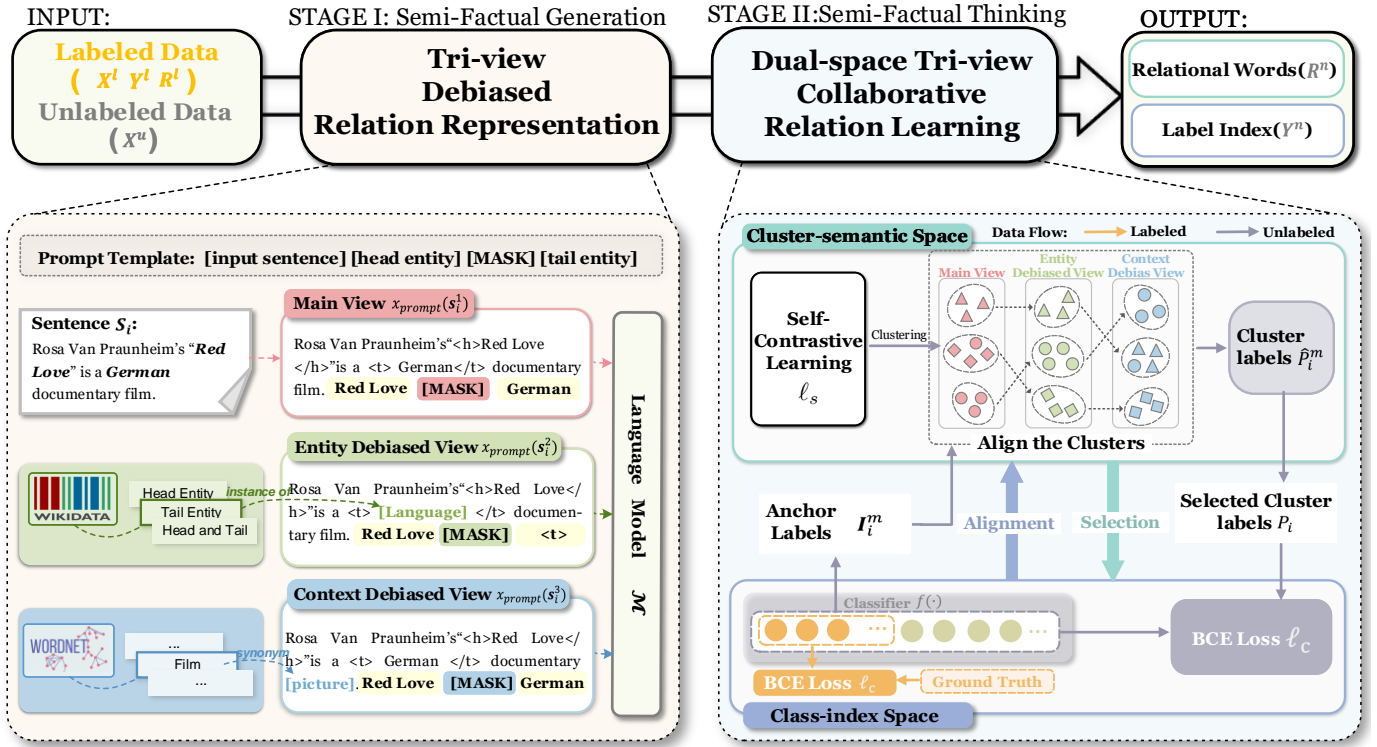 INPUT:
STAGE I: Semi-Factual Generation
STAGE II:Semi-Factual Thinking
OUTPUT:
Labeled Data
( X^l Y^l R^l )
Unlabeled Data
(X^u)
Tri-view
Debiased
Relation Representation
Dual-space Tri-view
Collaborative
Relation Learning
Relational Words(R^n)
Label Index(Y^n)
Prompt Template: [input sentence] [head entity] [MASK] [tail entity]
Sentence S_i:
Rosa Van Praunheim's “Red
Love” is a German
documentary film.
Main View x_prompt(s_i^1)
Rosa Van Praunheim's“<h>Red Love
</h>”is a <t> German</t> documentary
film. Red Love [MASK] German
WIKIDATA
Head Entity
Tail Entity
Head and Tail
instance of
Entity Debiased View x_prompt(s_i^2)
Rosa Van Praunheim's“<h>Red Love</
h>”is a <t> [Language] </t> documen-
tary film. Red Love [MASK] <t>
WORDNET
...
Film
...
synonym
Context Debiased View x_prompt(s_i^3)
Rosa Van Praunheim's“<h>Red Love</
h>”is a <t> German </t> documentary
[picture]. Red Love [MASK] German
Language Model ℳ
Cluster-semantic Space
Data Flow:
Labeled
Unlabeled
Self-
Contrastive
Learning
ℓ_s
Clustering
Main View
Entity
Debiased View
Context
Debias View
Align the Clusters
Cluster
labels P̂_i^m
Anchor
Labels I_i^m
Alignment
Selection
Selected Cluster
labels P_i
Classifier f(·)
...
...
BCE Loss ℓ_c
Ground Truth
BCE Loss ℓ_c
Class-index Space